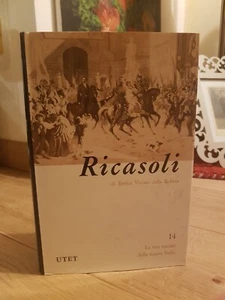 Ricasoli
14
La vita sociale
della nuova Italia
UTET